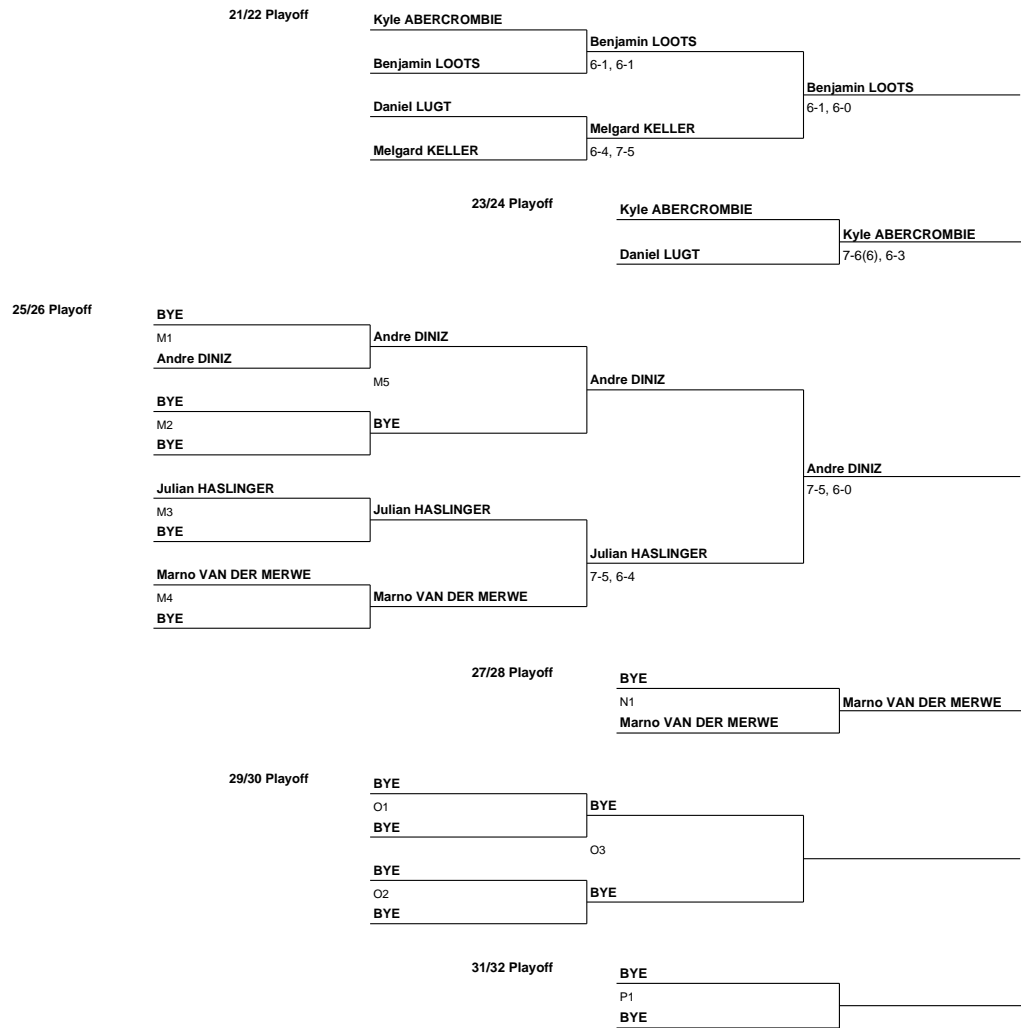 21/22 Playoff
Kyle ABERCROMBIE
Benjamin LOOTS
Benjamin LOOTS
6-1, 6-1
Benjamin LOOTS
6-1, 6-0
Daniel LUGT
Melgard KELLER
Melgard KELLER
6-4, 7-5
23/24 Playoff
Kyle ABERCROMBIE
Kyle ABERCROMBIE
Daniel LUGT
7-6(6), 6-3
25/26 Playoff
BYE
M1
Andre DINIZ
Andre DINIZ
M5
Andre DINIZ
BYE
M2
BYE
BYE
Andre DINIZ
7-5, 6-0
Julian HASLINGER
M3
Julian HASLINGER
BYE
Julian HASLINGER
7-5, 6-4
Marno VAN DER MERWE
M4
Marno VAN DER MERWE
BYE
27/28 Playoff
BYE
N1
Marno VAN DER MERWE
Marno VAN DER MERWE
29/30 Playoff
BYE
O1
BYE
BYE
O3
BYE
O2
BYE
BYE
31/32 Playoff
BYE
P1
BYE